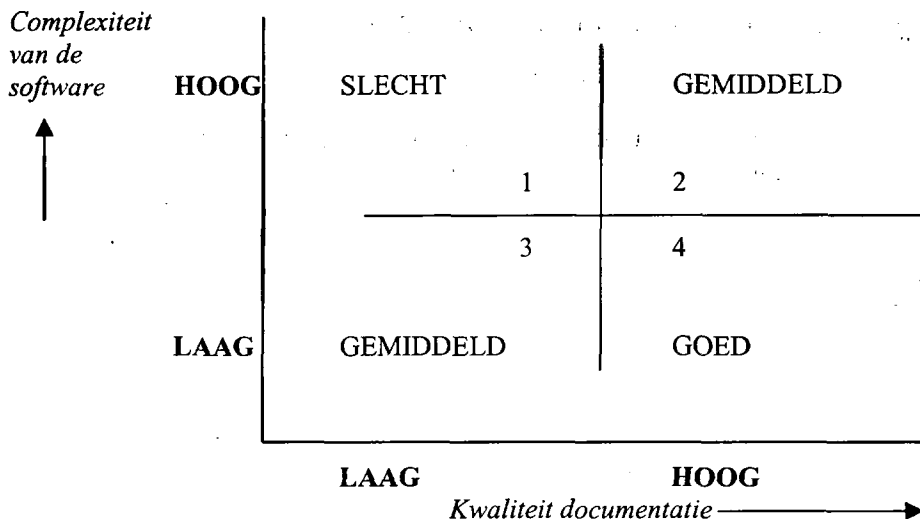 Complexiteit
van de
software
HOOG
SLECHT
GEMIDDELD
1
2
3
4
LAAG
GEMIDDELD
GOED
LAAG
HOOG
Kwaliteit documentatie